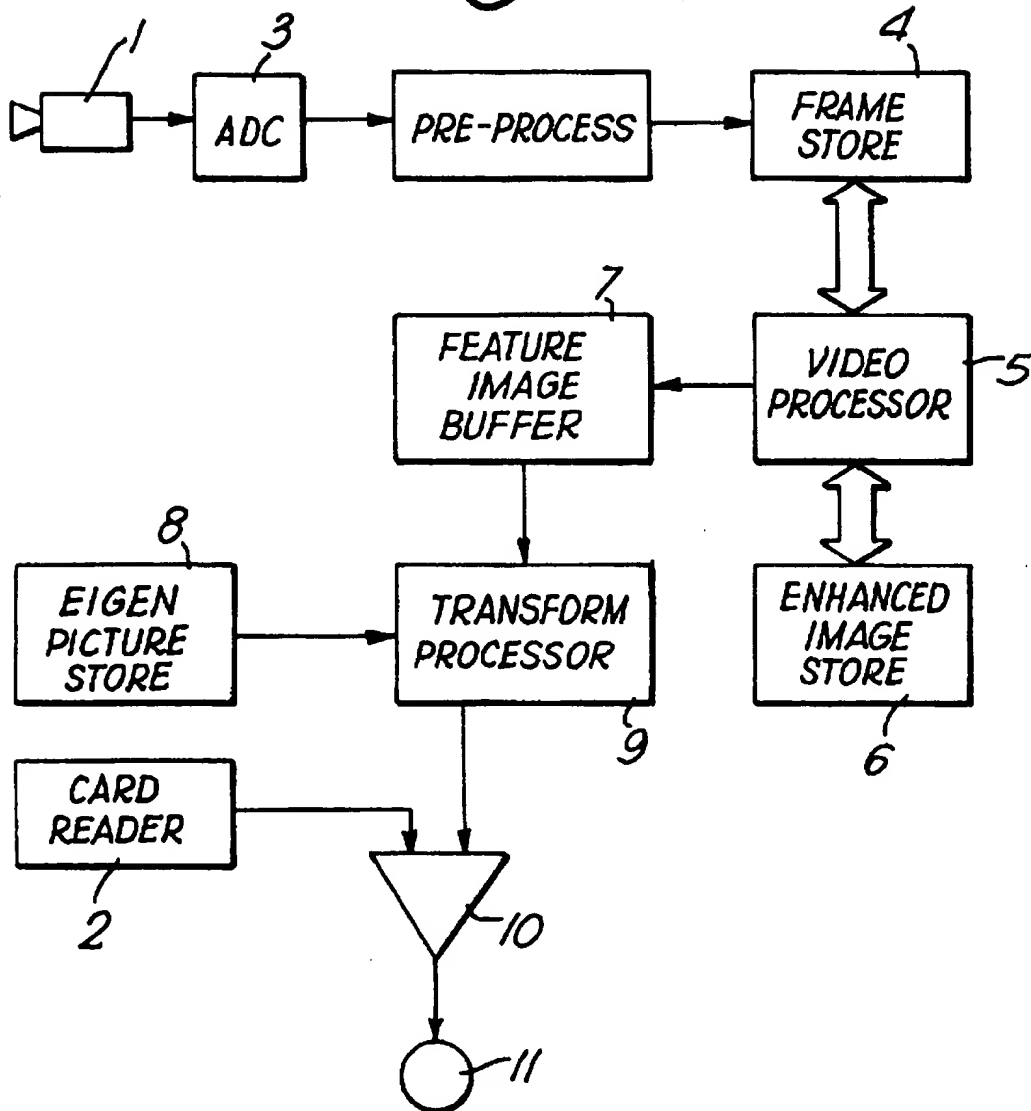 1
3
4
ADC
PRE-PROCESS
FRAME
STORE
7
FEATURE
IMAGE
BUFFER
VIDEO
PROCESSOR
5
8
EIGEN
PICTURE
STORE
TRANSFORM
PROCESSOR
9
ENHANCED
IMAGE
STORE
6
CARD
READER
2
10
11